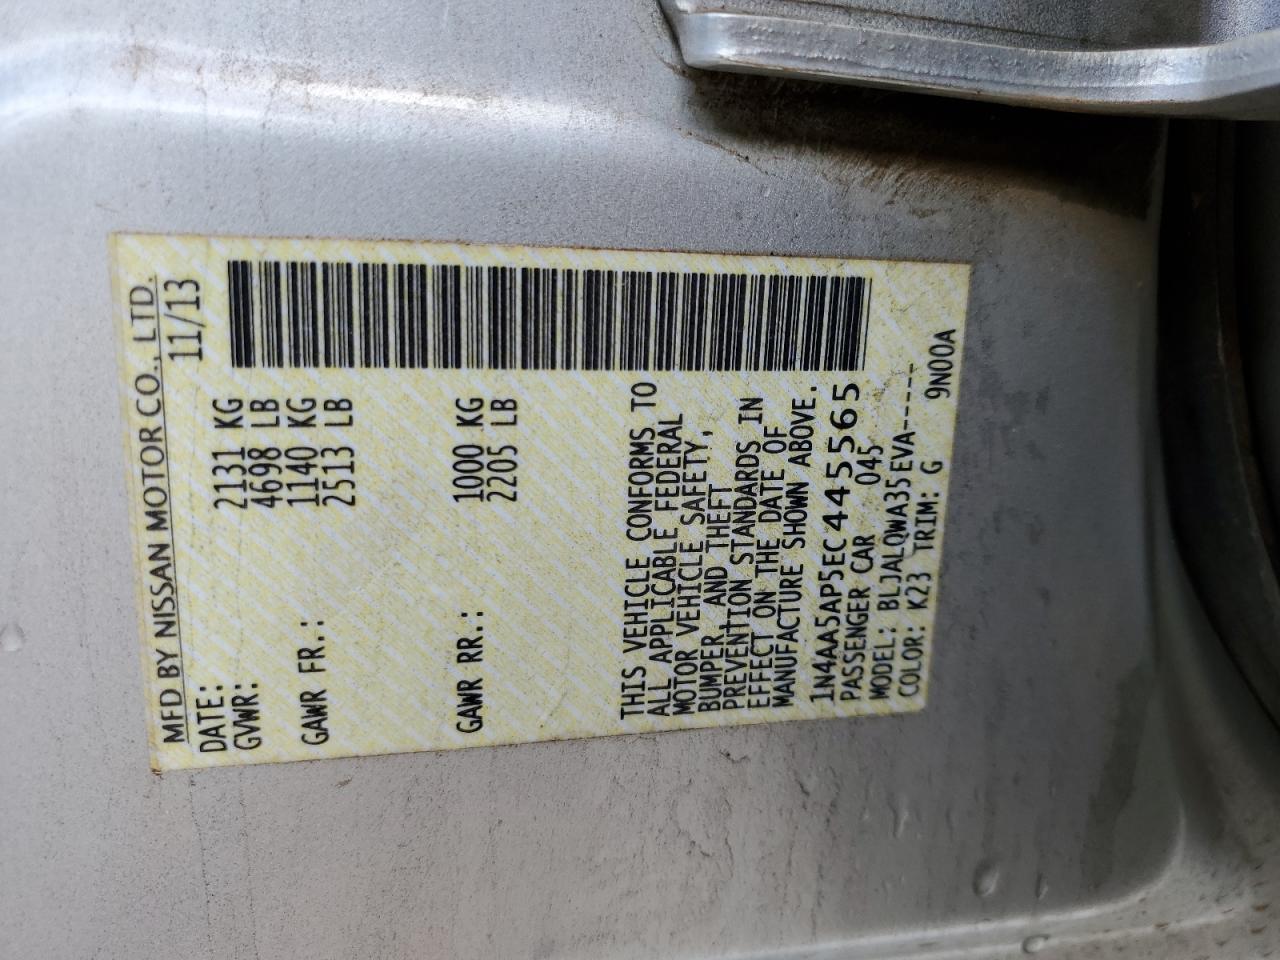 MFD BY NISSAN MOTOR CO., LTD.
DATE: 11/13
GVWR: 2131 KG
4698 LB
GAWR FR.: 1140 KG
2513 LB
GAWR RR.: 1000 KG
2205 LB
THIS VEHICLE CONFORMS TO
ALL APPLICABLE FEDERAL
MOTOR VEHICLE SAFETY,
BUMPER, AND THEFT
PREVENTION STANDARDS IN
EFFECT ON THE DATE OF
MANUFACTURE SHOWN ABOVE.
1N4AA5AP5EC445565
PASSENGER CAR 045
MODEL: BLJALQWA35EVA-----
COLOR: K23 TRIM: G 9N00A